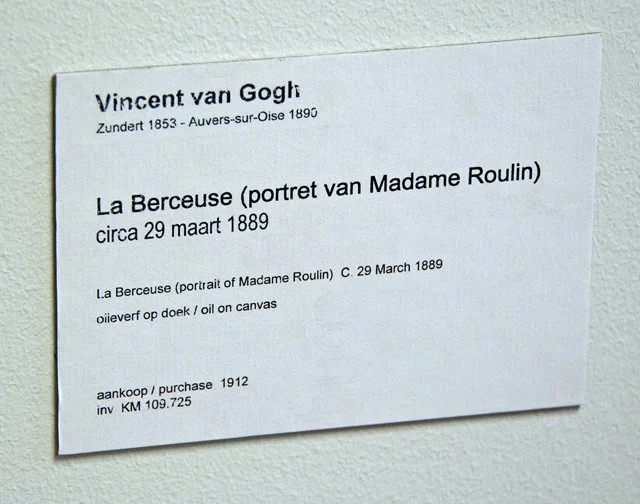 Vincent van Gogh
Zundert 1853 - Auvers-sur-Oise 1890
La Berceuse (portret van Madame Roulin)
circa 29 maart 1889
La Berceuse (portrait of Madame Roulin) C. 29 March 1889
olieverf op doek / oil on canvas
aankoop / purchase 1912
inv KM 109.725